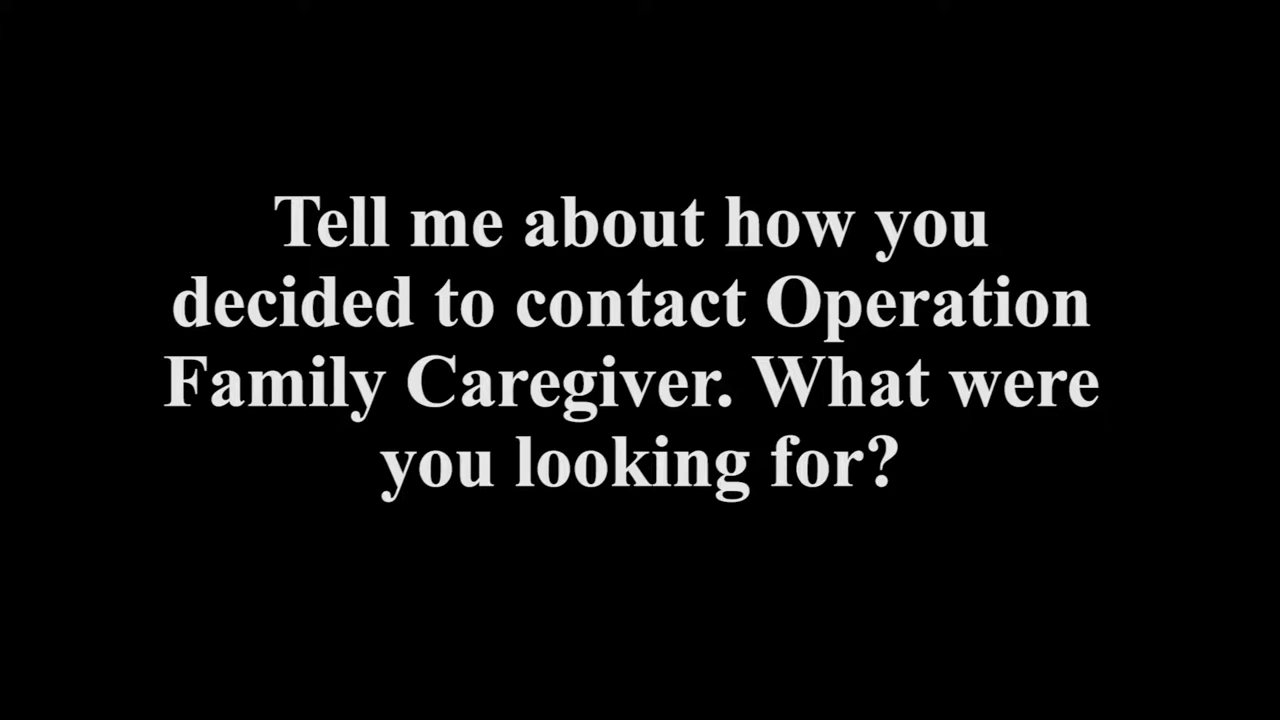 Tell me about how you
decided to contact Operation
Family Caregiver. What were
you looking for?